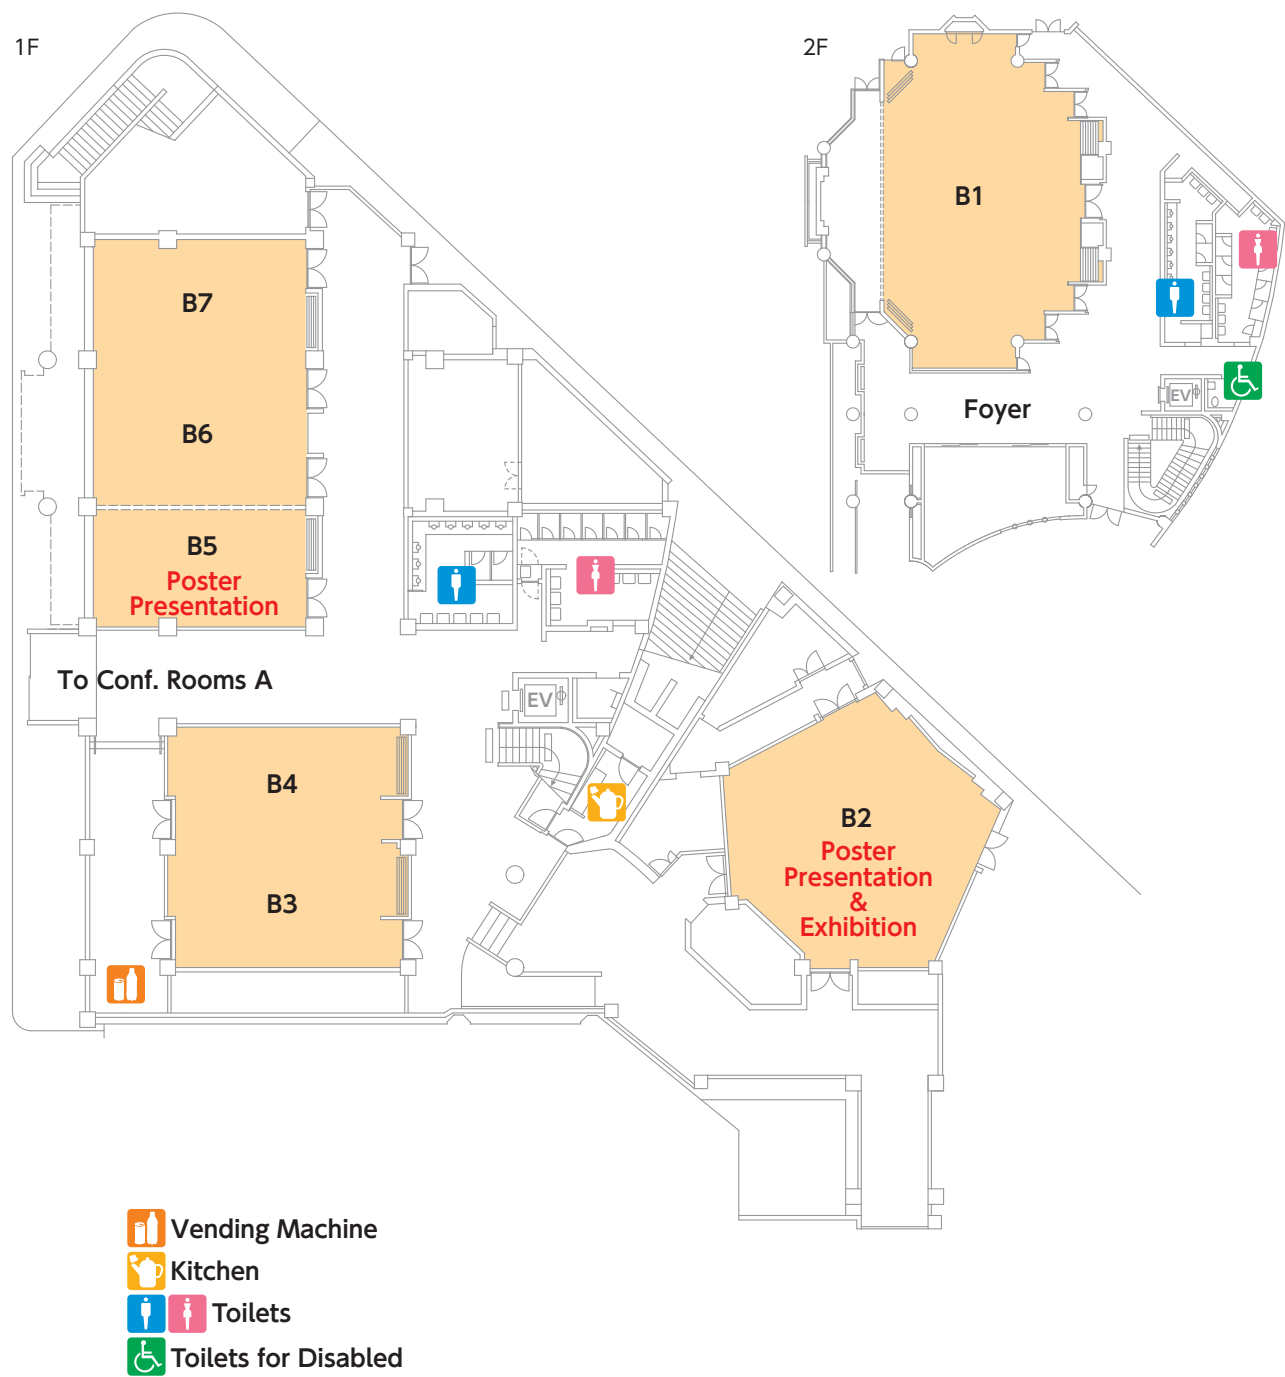 1F
2F
B1
B7
B6
Foyer
EV
B5
Poster
Presentation
To Conf. Rooms A
EV
B4
B3
B2
Poster
Presentation
&
Exhibition
Vending Machine
Kitchen
Toilets
Toilets for Disabled